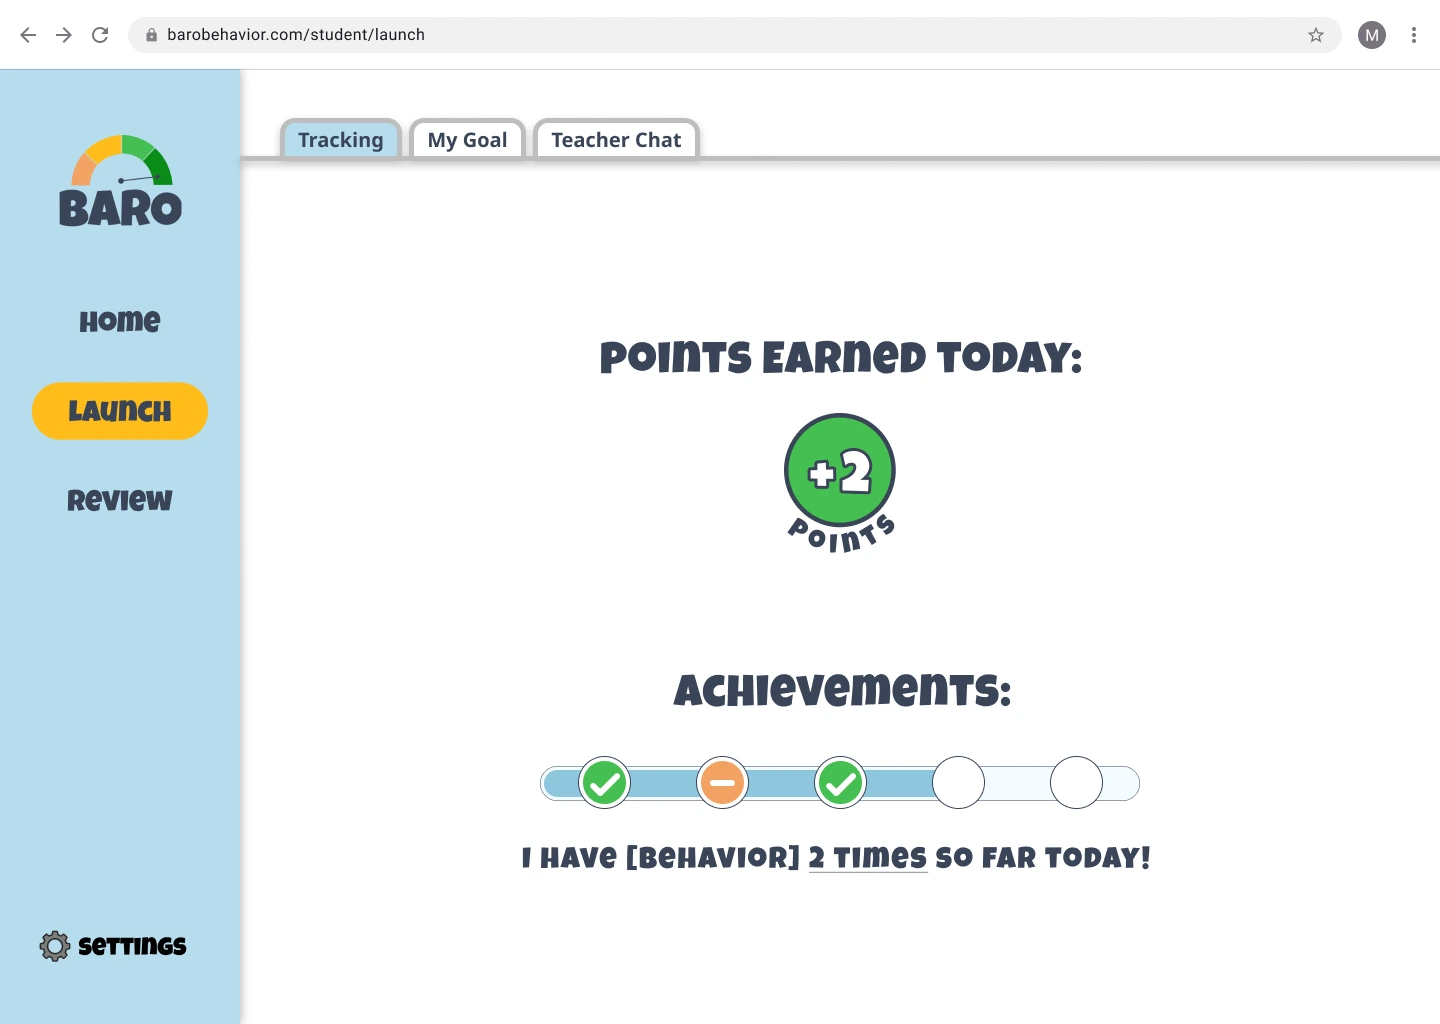 barobehavior.com/student/launch
M
BARO
Home
Launch
Review
Settings
Tracking
My Goal
Teacher Chat
Points Earned Today:
+2
Points
Achievements:
I have [behavior] 2 times so far today!